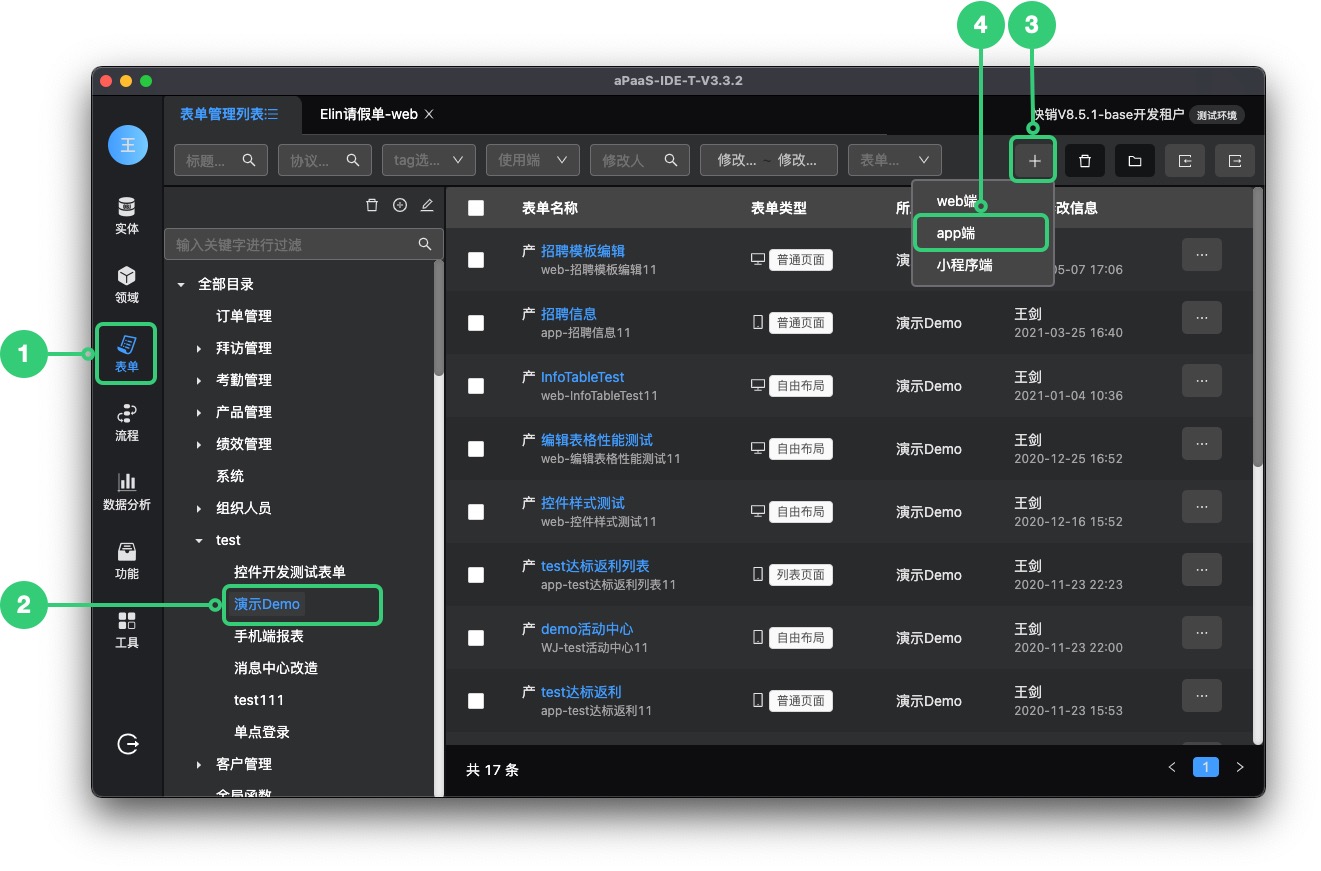 4
3
aPaaS-IDE-T-V3.3.2
表单管理列表
Elin请假单-web
快销V8.5.1-base开发租户
测试环境
王
标题...
协议...
tag选...
使用端
修改人
修改...
~
修改...
表单...
实体
领域
表单
流程
数据分析
功能
工具
1
2
输入关键字进行过滤
全部目录
订单管理
拜访管理
考勤管理
产品管理
绩效管理
系统
组织人员
test
控件开发测试表单
演示Demo
手机端报表
消息中心改造
test111
单点登录
客户管理
全局函数
web端
app端
小程序端
表单名称
表单类型
所
改信息
产 招聘模板编辑
web-招聘模板编辑11
普通页面
演
05-07 17:06
产 招聘信息
app-招聘信息11
普通页面
演示Demo
王剑
2021-03-25 16:40
产 InfoTableTest
web-InfoTableTest11
自由布局
演示Demo
王剑
2021-01-04 10:36
产 编辑表格性能测试
web-编辑表格性能测试11
自由布局
演示Demo
王剑
2020-12-25 16:52
产 控件样式测试
web-控件样式测试11
自由布局
演示Demo
王剑
2020-12-16 15:52
产 test达标返利列表
app-test达标返利列表11
列表页面
演示Demo
王剑
2020-11-23 22:23
产 demo活动中心
WJ-test活动中心11
自由布局
演示Demo
王剑
2020-11-23 22:00
产 test达标返利
app-test达标返利11
普通页面
演示Demo
王剑
2020-11-23 15:53
共 17 条
1